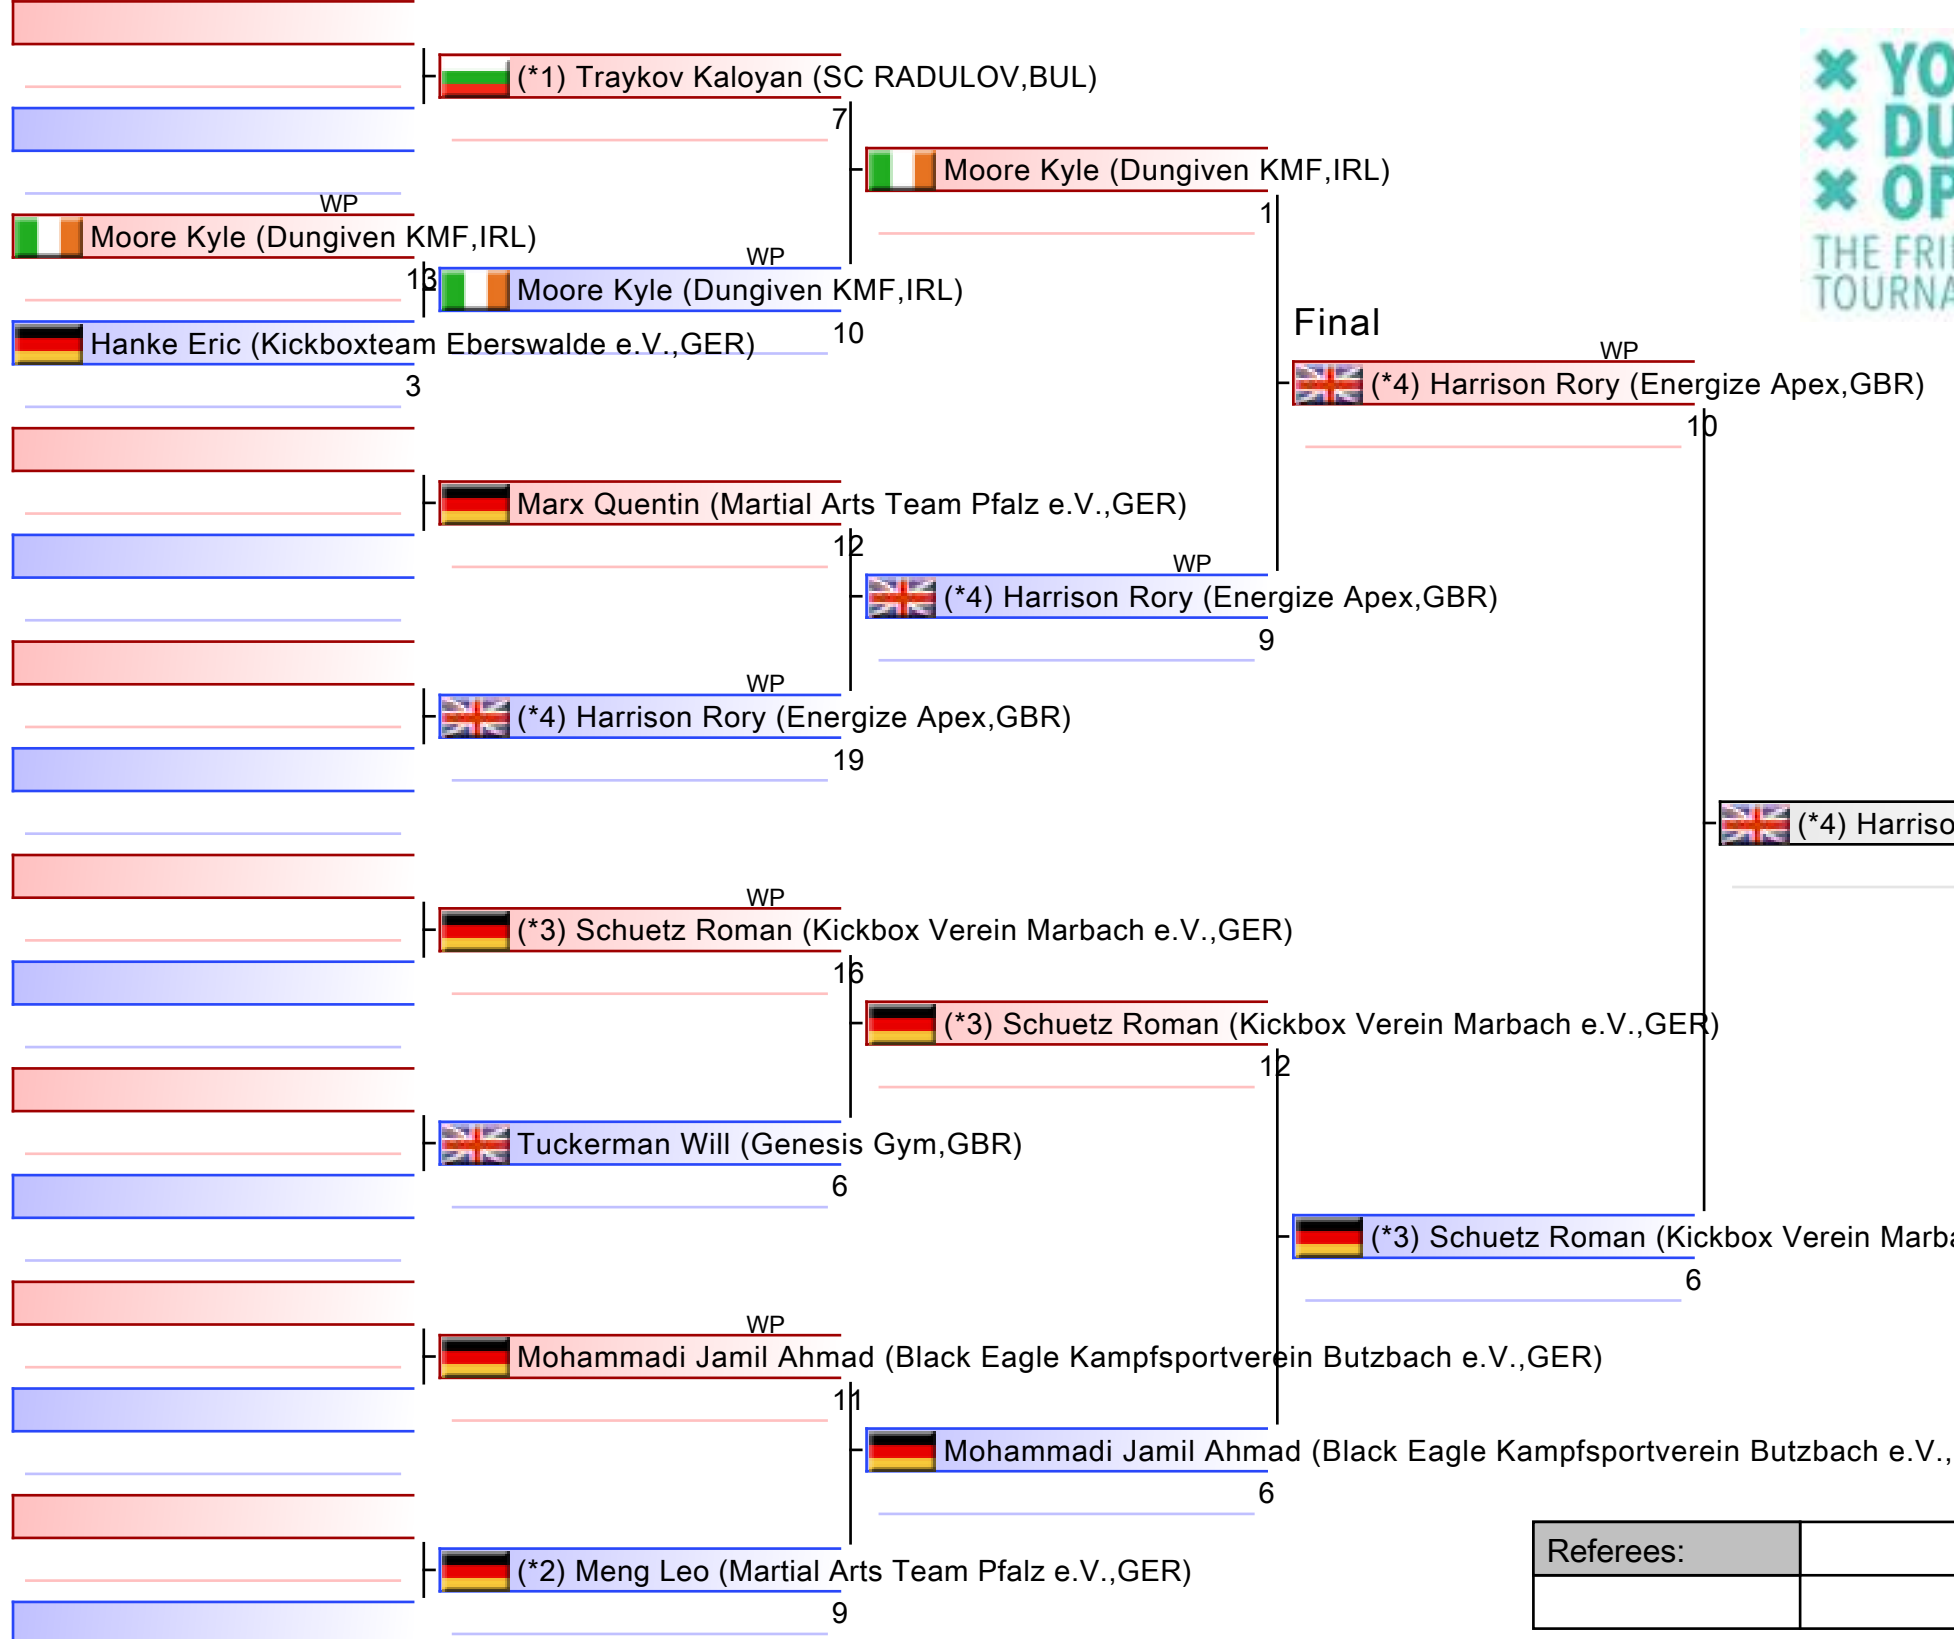 (*1) Traykov Kaloyan (SC RADULOV,BUL)
7
WP
Moore Kyle (Dungiven KMF,IRL)
13
Hanke Eric (Kickboxteam Eberswalde e.V.,GER)
3
WP
Moore Kyle (Dungiven KMF,IRL)
10
Moore Kyle (Dungiven KMF,IRL)
1
Marx Quentin (Martial Arts Team Pfalz e.V.,GER)
12
WP
(*4) Harrison Rory (Energize Apex,GBR)
19
WP
(*4) Harrison Rory (Energize Apex,GBR)
9
WP
(*3) Schuetz Roman (Kickbox Verein Marbach e.V.,GER)
16
Tuckerman Will (Genesis Gym,GBR)
6
(*3) Schuetz Roman (Kickbox Verein Marbach e.V.,GER)
12
WP
Mohammadi Jamil Ahmad (Black Eagle Kampfsportverein Butzbach e.V.,GER)
11
(*2) Meng Leo (Martial Arts Team Pfalz e.V.,GER)
9
Mohammadi Jamil Ahmad (Black Eagle Kampfsportverein Butzbach e.V.,
6
Final
WP
(*4) Harrison Rory (Energize Apex,GBR)
10
(*3) Schuetz Roman (Kickbox Verein Marba
6
(*4) Harriso
YO
DU
OP
THE FRI
TOURNA
Referees: